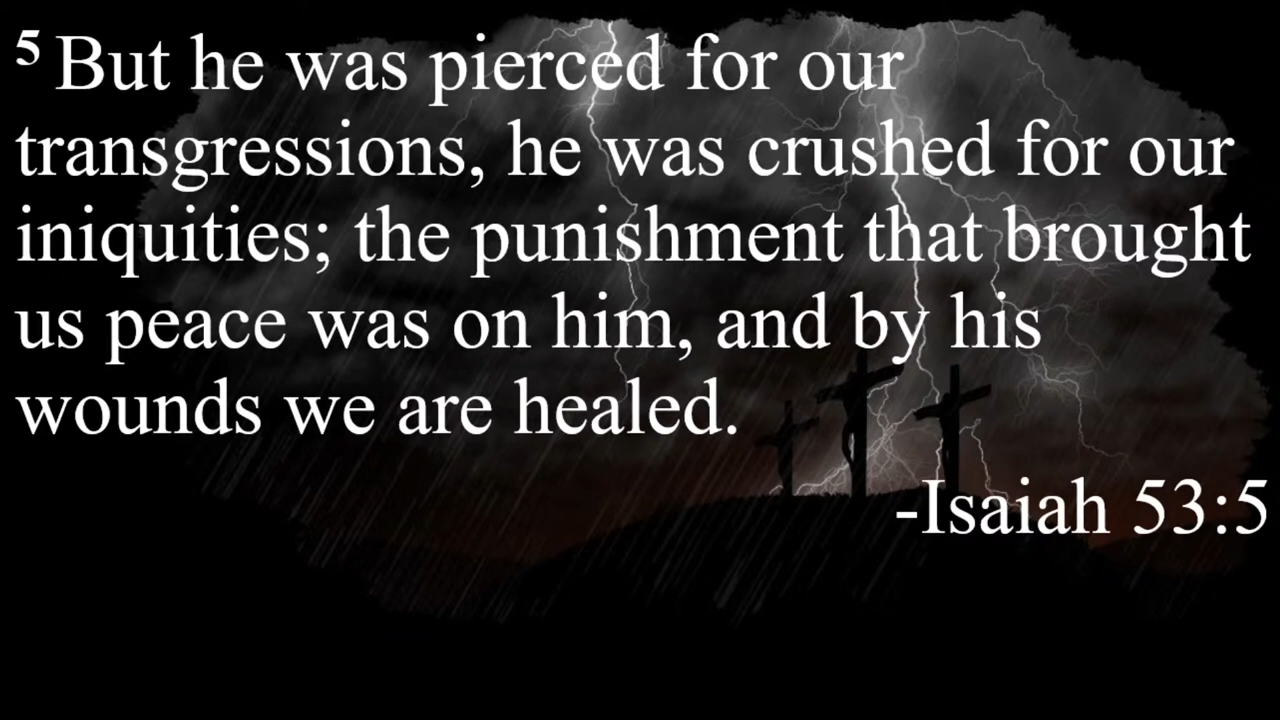 5 But he was pierced for our
transgressions, he was crushed for our
iniquities; the punishment that brought
us peace was on him, and by his
wounds we are healed.
-Isaiah 53:5